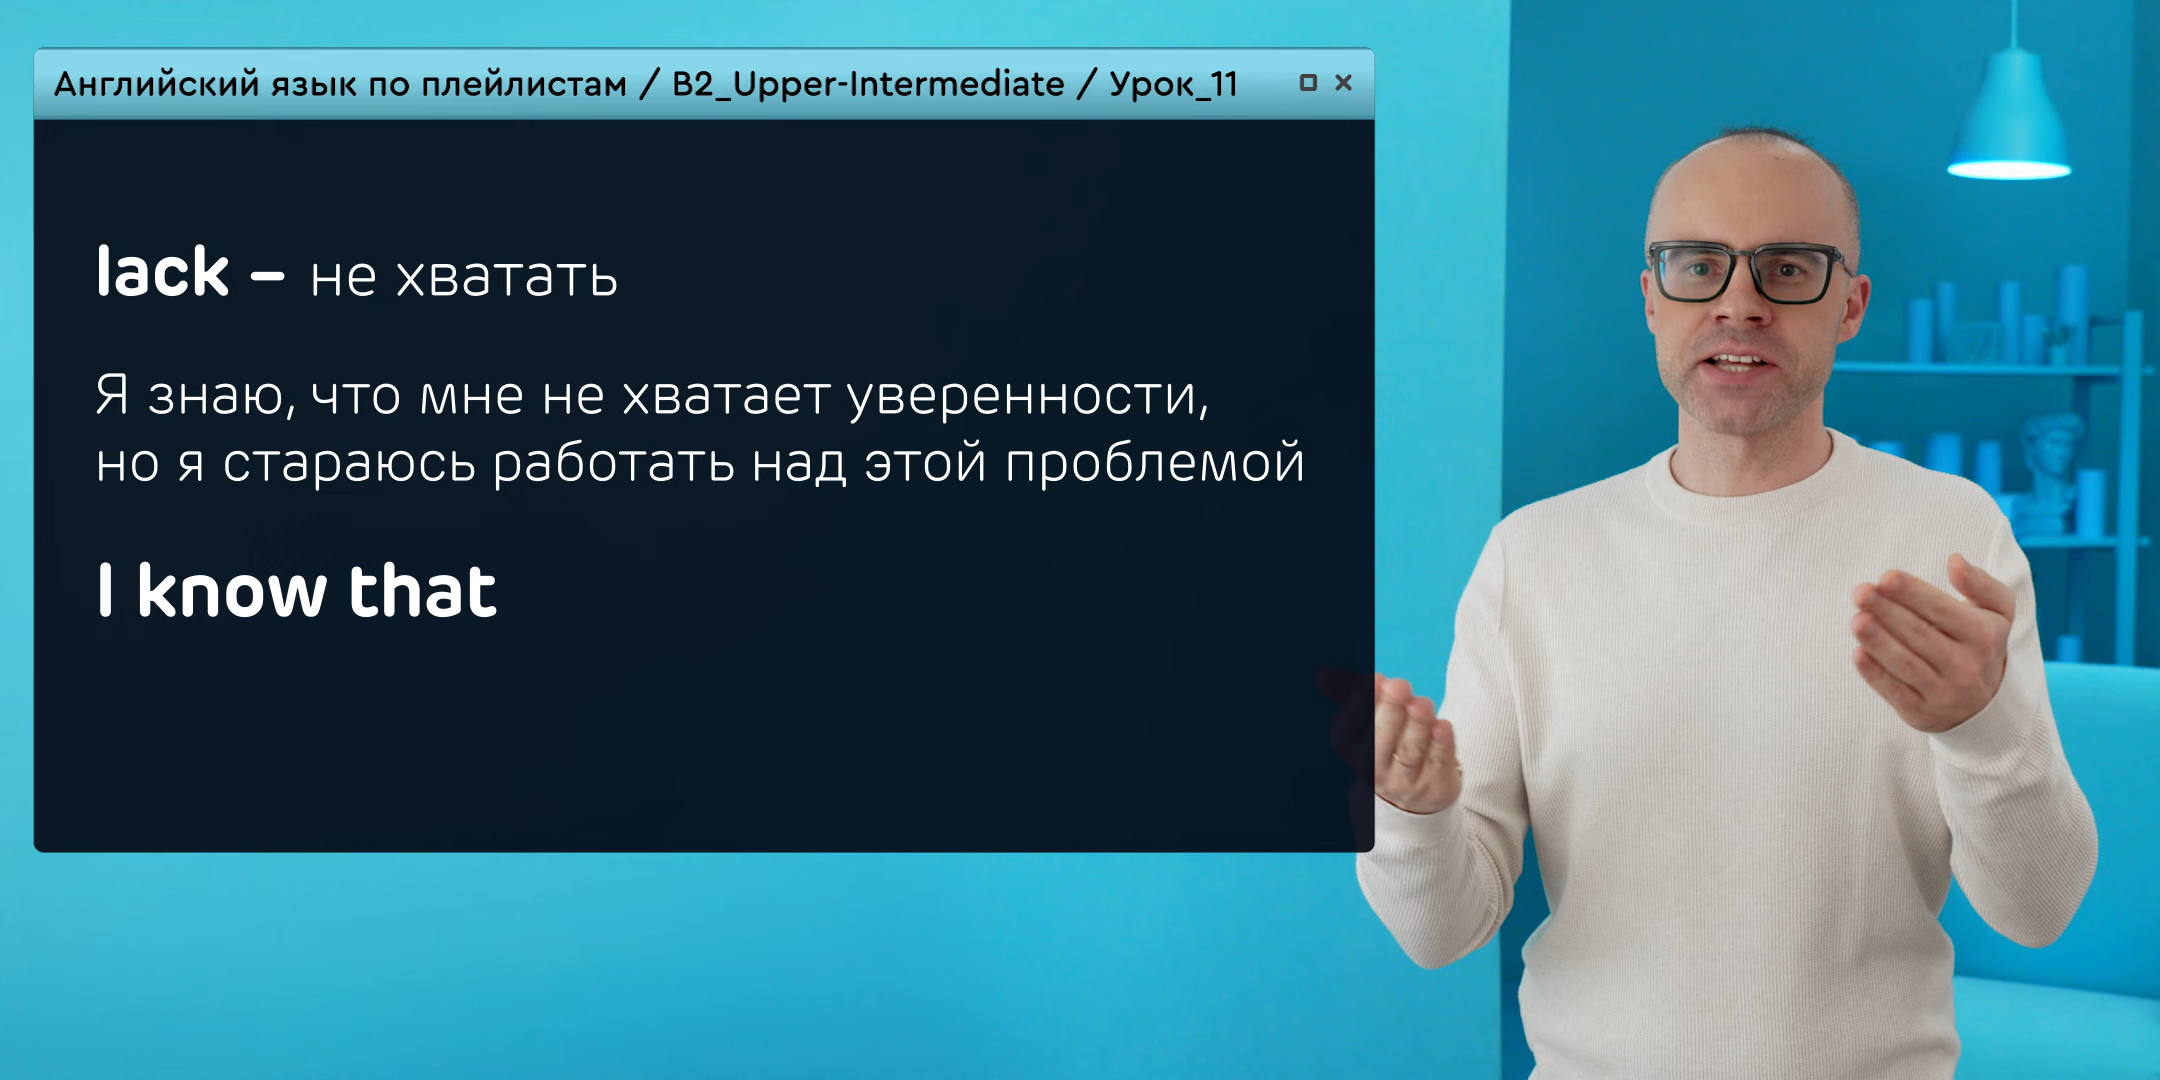 Английский язык по плейлистам / B2_Upper-Intermediate / Урок_11
lack – не хватать
Я знаю, что мне не хватает уверенности,
но я стараюсь работать над этой проблемой
I know that